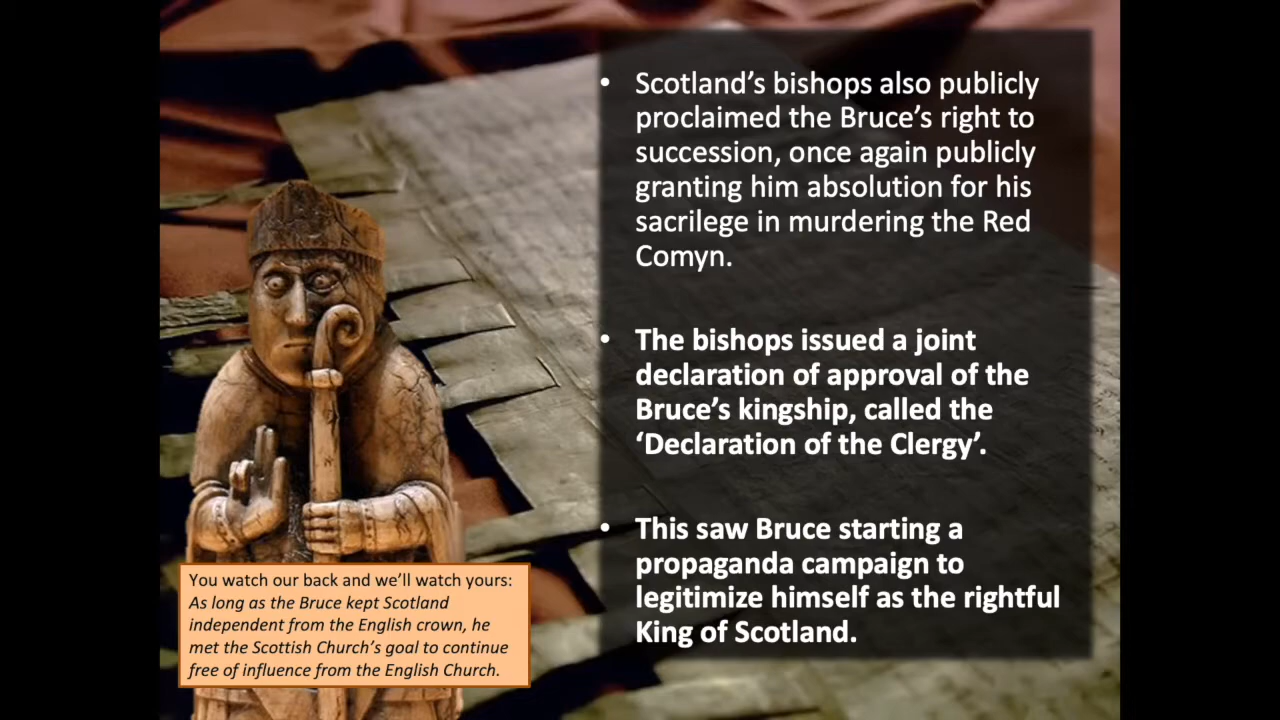 • Scotland’s bishops also publicly
proclaimed the Bruce’s right to
succession, once again publicly
granting him absolution for his
sacrilege in murdering the Red
Comyn.
• The bishops issued a joint
declaration of approval of the
Bruce’s kingship, called the
‘Declaration of the Clergy’.
• This saw Bruce starting a
propaganda campaign to
legitimize himself as the rightful
King of Scotland.
You watch our back and we’ll watch yours:
As long as the Bruce kept Scotland
independent from the English crown, he
met the Scottish Church’s goal to continue
free of influence from the English Church.